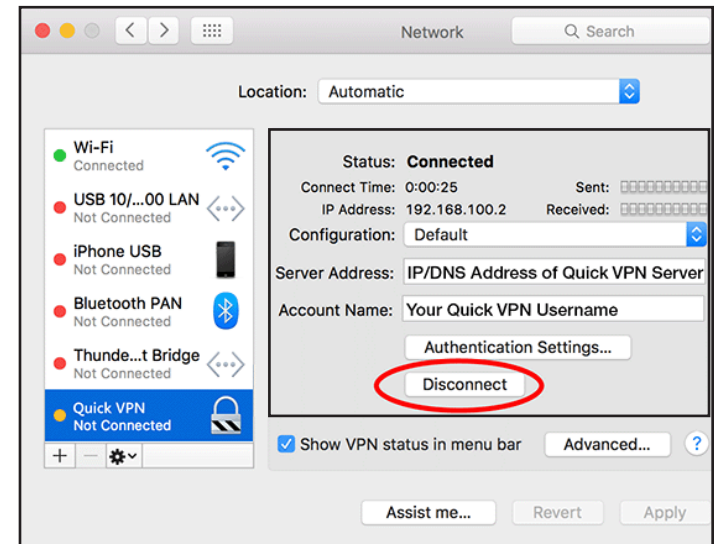 Network
Search
Location: Automatic
Wi-Fi
Connected
USB 10/...00 LAN
Not Connected
iPhone USB
Not Connected
Bluetooth PAN
Not Connected
Thunde...t Bridge
Not Connected
Quick VPN
Not Connected
Status: Connected
Connect Time: 0:00:25 Sent:
IP Address: 192.168.100.2 Received:
Configuration: Default
Server Address: IP/DNS Address of Quick VPN Server
Account Name: Your Quick VPN Username
Authentication Settings...
Disconnect
Show VPN status in menu bar Advanced... ?
Assist me... Revert Apply